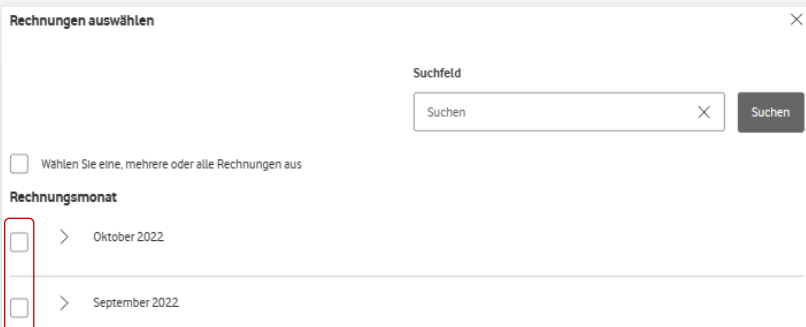 Rechnungen auswählen
Suchfeld
Suchen
Suchen
Wählen Sie eine, mehrere oder alle Rechnungen aus
Rechnungsmonat
Oktober 2022
September 2022